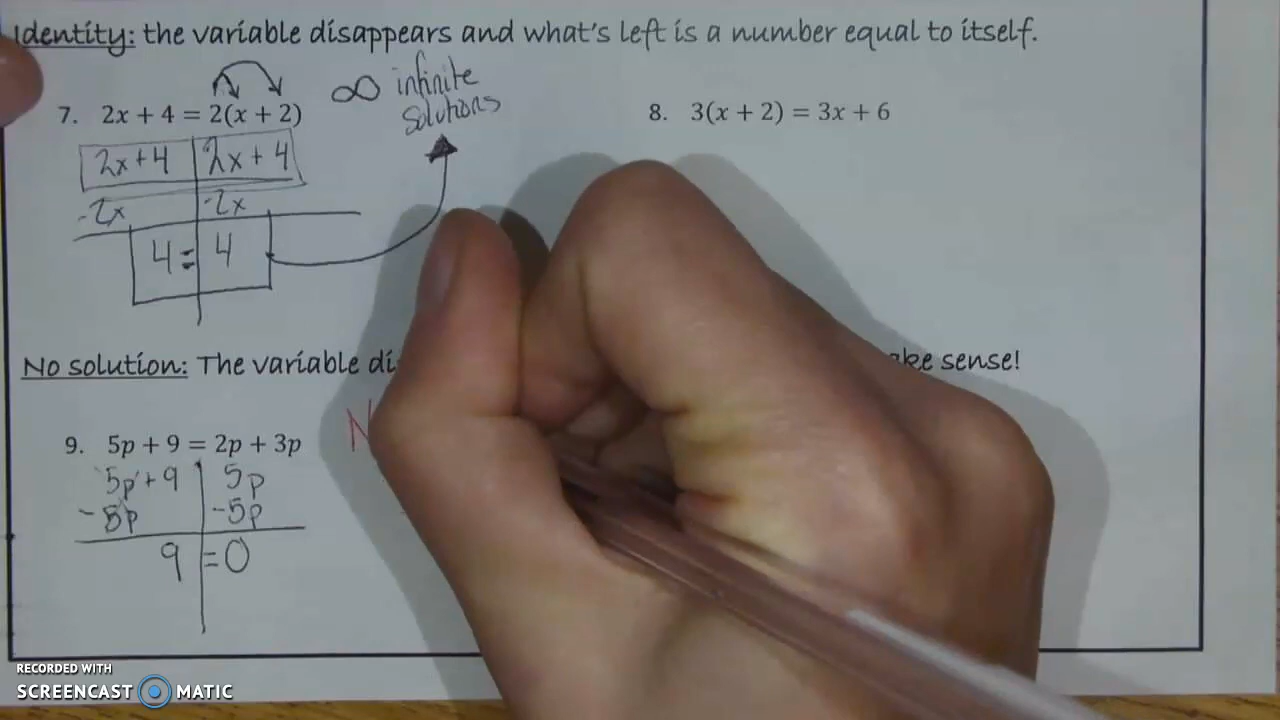 Identity: the variable disappears and what's left is a number equal to itself.
∞ infinite
solutions
7. 2x + 4 = 2(x + 2)
8. 3(x + 2) = 3x + 6
2x+4 2x + 4
-2x -2x
4 = 4
No solution: The variable sense!
9. 5p + 9 = 2p + 3p
N
5p + 9 5p
- 5p -5p
9 = 0
RECORDED WITH
SCREENCAST MATIC